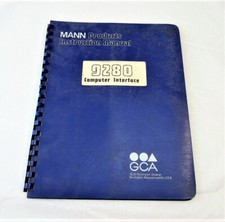 MANN Products
Instruction Manual
9280
Computer Interface
GCA